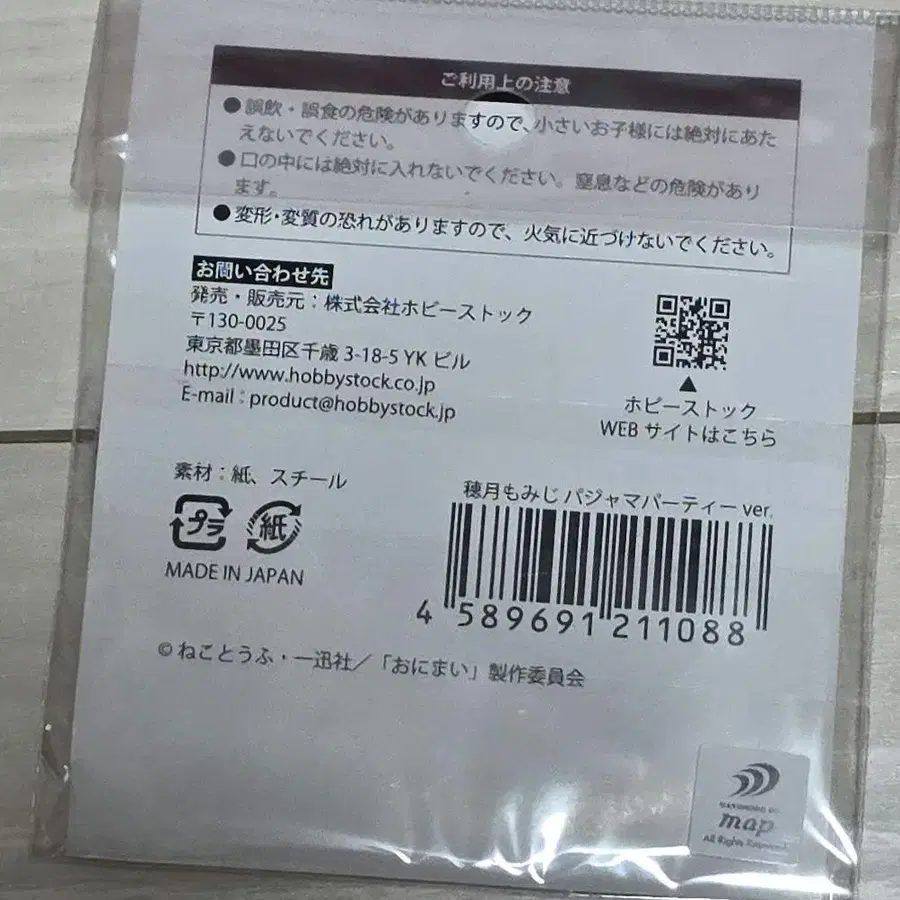 ご利用上の注意
●誤飲・誤食の危険がありますので、小さいお子様には絶対にあた
えないでください。
●口の中には絶対に入れないでください。窒息などの危険があり
ます。
●変形・変質の恐れがありますので、火気に近づけないでください。
お問い合わせ先
発売・販売元：株式会社ホビーストック
〒130-0025
東京都墨田区千歳 3-18-5 YK ビル
http://www.hobbystock.co.jp
E-mail：product@hobbystock.jp
ホビーストック
WEB サイトはこちら
素材：紙、スチール
プラ
紙
MADE IN JAPAN
穂月もみじ パジャマパーティー ver.
4 589691 211088
© ねことうふ・一迅社／「おにまい」製作委員会
map
All Rights Reserved